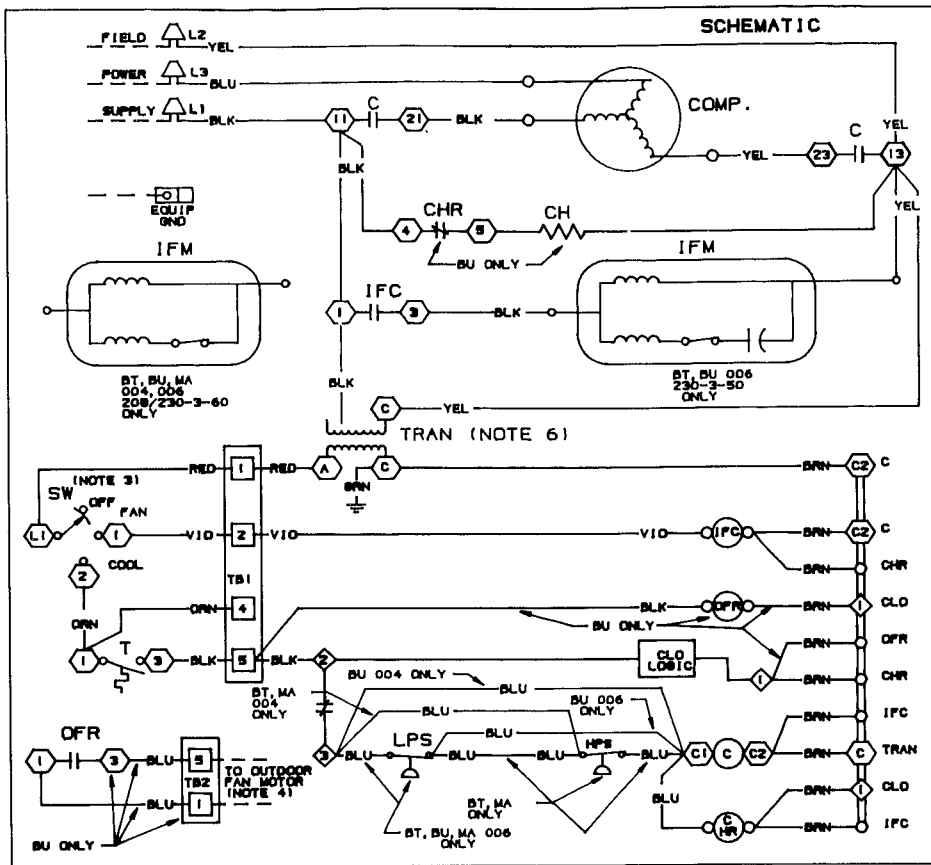 SCHEMATIC
FIELD L2 YEL
POWER L3 BLU
SUPPLY L1 BLK
11 C 21 BLK
COMP.
YEL
YEL 23 C 13
BLK
YEL
EQUIP
GND
4 CHR 5 CH
BU ONLY
IFM
IFM
1 IFC 3 BLK
BT, BU, MA
004, 006
208/230-3-60
ONLY
BT, BU 006
230-3-50
ONLY
BLK
C YEL
TRAN (NOTE 6)
RED 1 RED A C BRN C2 C
BRN
SW (NOTE 3)
OFF
FAN
L1 1 VIO 2 VIO VIO IFC BRN C2 C
BRN CHR
2 COOL
TB1
ORN 4
BLK OFR BRN 1 CLO
BU ONLY
ORN
BRN OFR
1 T 3 BLK 5 BLK 2
CLO
LOGIC
1 BRN CHR
BU 004 ONLY
BLU
BT, MA
004
ONLY
BU 006
ONLY
BLU
BLU
IFC
BRN
3 BLU LPS BLU BLU HPS BLU C1 C C2 BRN C TRAN
OFR
1 3 BLU 5
TB2
BLU 1
TO OUTDOOR
FAN MOTOR
(NOTE 4)
BU ONLY
BT, MA
ONLY
BT, BU, MA 006
ONLY
BLU
BRN 1 CLO
C
HR
BRN IFC